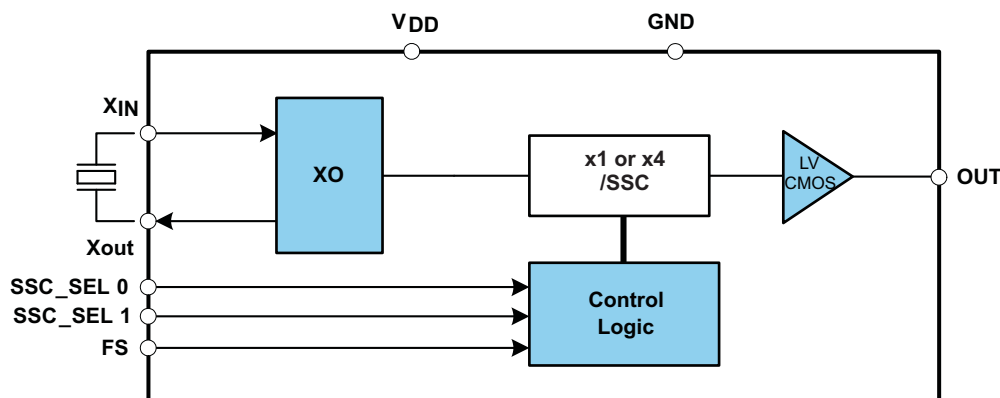 VDD
GND
XIN
XO
x1 or x4
/SSC
LV
CMOS
OUT
Xout
SSC_SEL 0
SSC_SEL 1
FS
Control
Logic